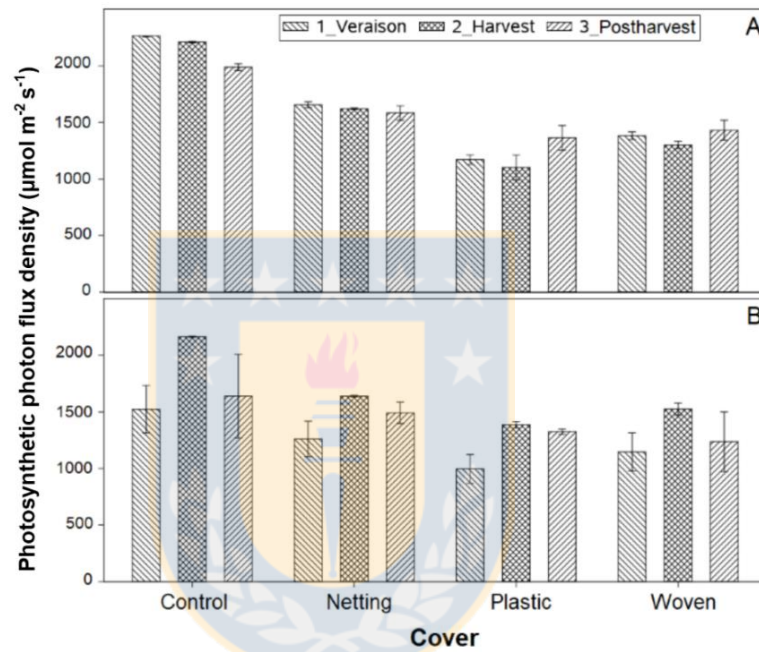 1_Veraison 2_Harvest 3_Postharvest
A
2000
1500
1000
500
0
B
2000
1500
1000
500
0
Photosynthetic photon flux density (µmol m⁻² s⁻¹)
Control Netting Plastic Woven
Cover